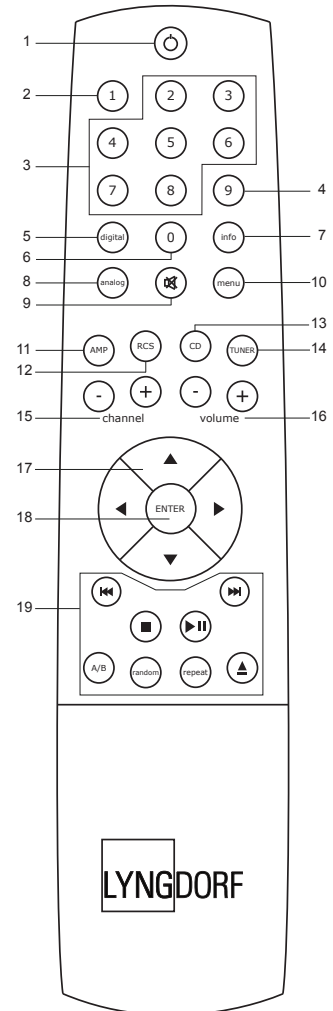 1
2 1 2 3
4 5 6
3
7 8 9 4
5 digital 0 info 7
6
8 analog menu 10
9
13
11 AMP RCS CD TUNER 14
12
- + - +
15 channel volume 16
17
ENTER
18
19
A/B random repeat
LYNGDORF